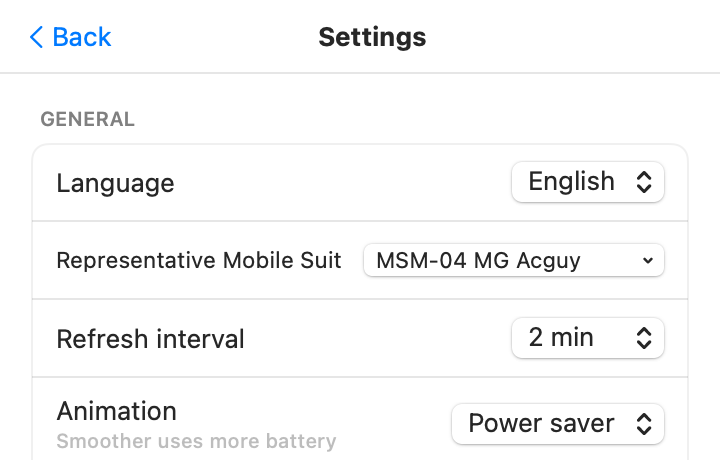 Back
Settings
GENERAL
Language
English
Representative Mobile Suit
MSM-04 MG Acguy
Refresh interval
2 min
Animation
Power saver
Smoother uses more battery